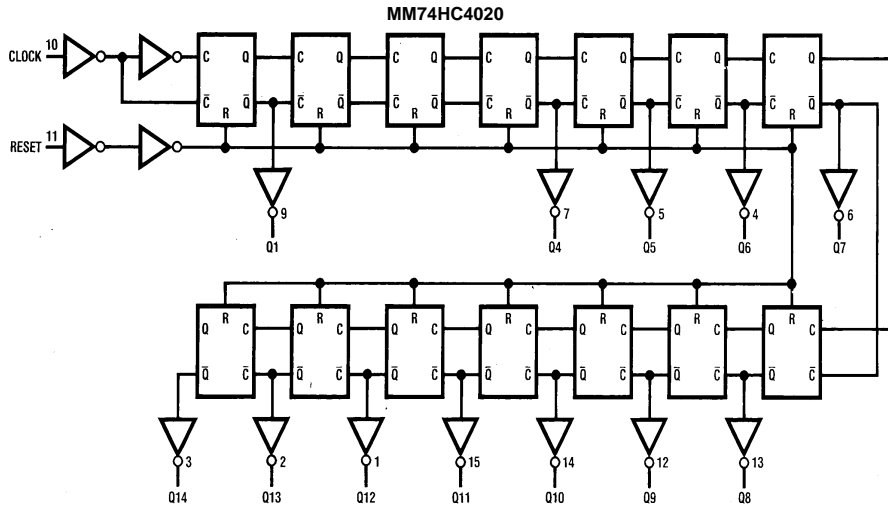 MM74HC4020
CLOCK 10 C Q C Q C Q C Q C Q C Q C Q
C̅ Q̅ C̅ Q̅ C̅ Q̅ C̅ Q̅ C̅ Q̅ C̅ Q̅ C̅ Q̅
R R R R R R R
RESET 11
9 7 5 4 6
Q1 Q4 Q5 Q6 Q7
R R R R R R R
Q C Q C Q C Q C Q C Q C Q C
Q̅ C̅ Q̅ C̅ Q̅ C̅ Q̅ C̅ Q̅ C̅ Q̅ C̅ Q̅ C̅
3 2 1 15 14 12 13
Q14 Q13 Q12 Q11 Q10 Q9 Q8